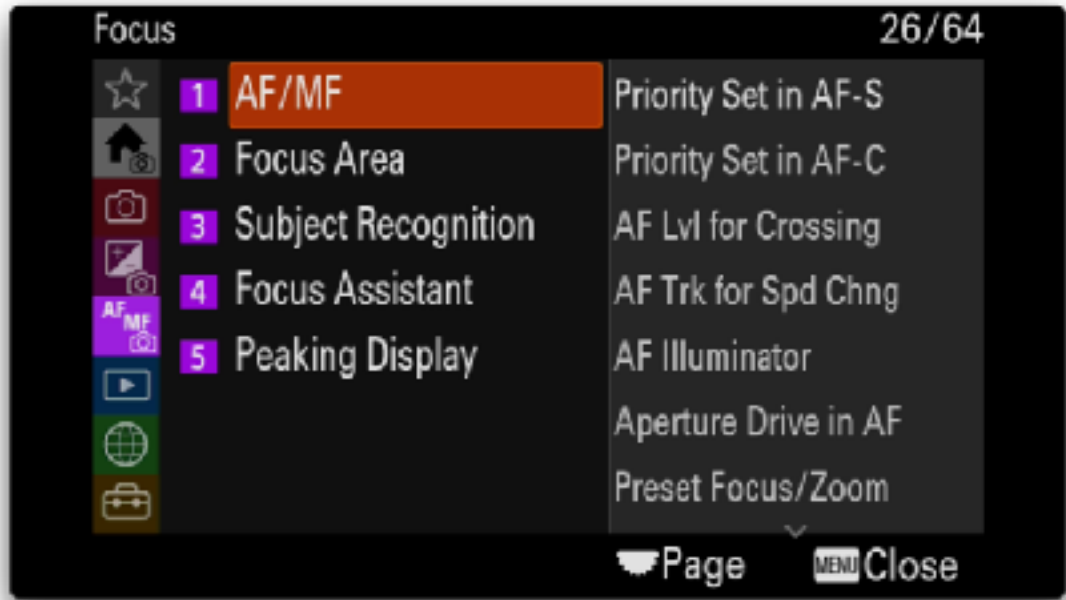 Focus 26/64
1 AF/MF
2 Focus Area
3 Subject Recognition
4 Focus Assistant
5 Peaking Display
AF MF
Priority Set in AF-S
Priority Set in AF-C
AF Lvl for Crossing
AF Trk for Spd Chng
AF Illuminator
Aperture Drive in AF
Preset Focus/Zoom
Page MENU Close